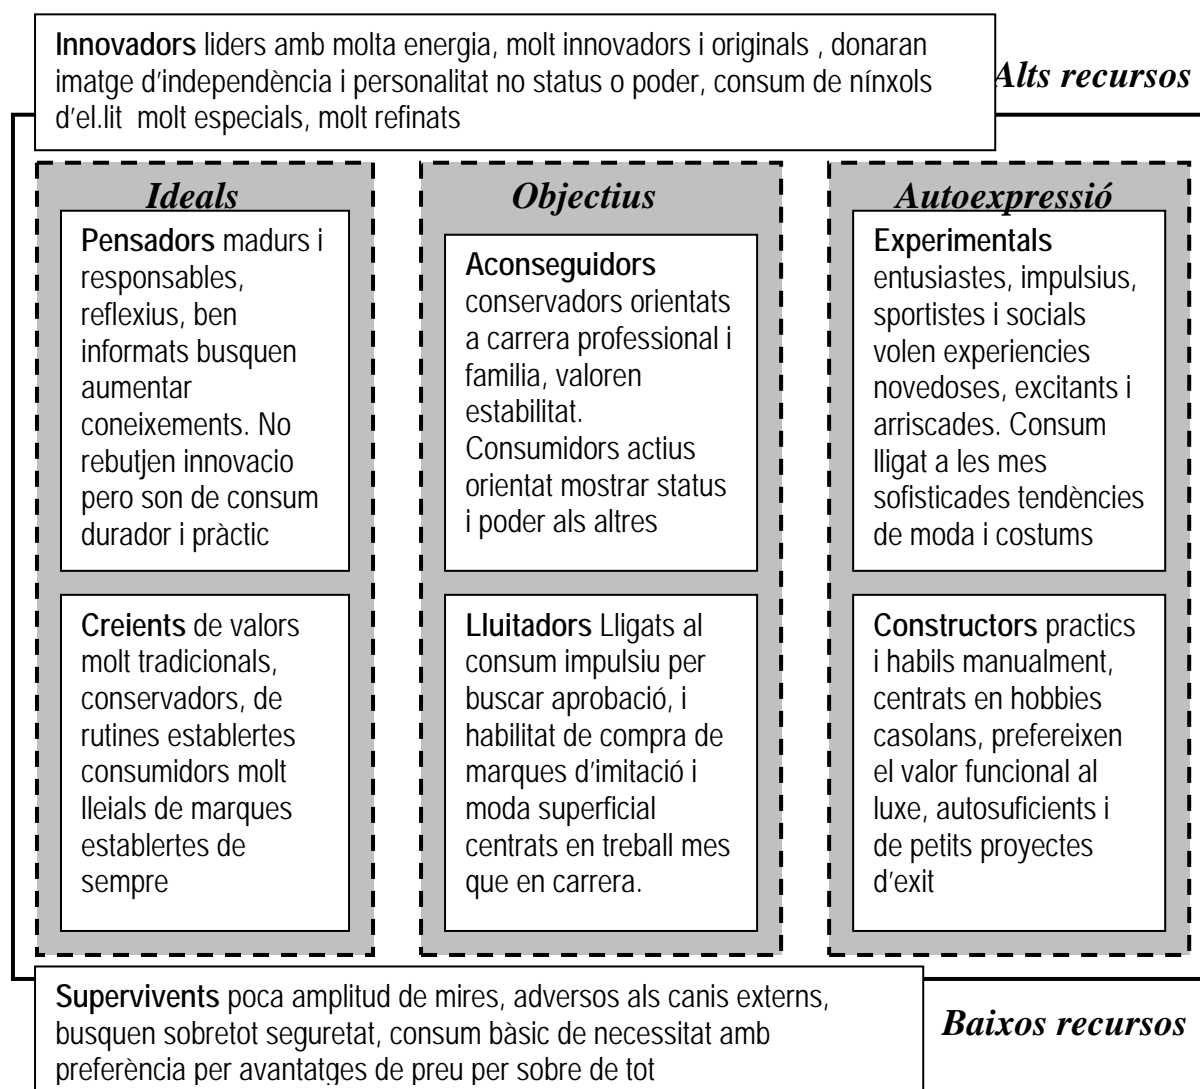 Innovadors liders amb molta energia, molt innovadors i originals , donaran
imatge d'independència i personalitat no status o poder, consum de nínxols
d'el.lit molt especials, molt refinats
Alts recursos
Ideals
Pensadors madurs i
responsables,
reflexius, ben
informats busquen
aumentar
coneixements. No
rebutjen innovacio
pero son de consum
durador i pràctic
Creients de valors
molt tradicionals,
conservadors, de
rutines establertes
consumidors molt
lleials de marques
establertes de
sempre
Objectius
Aconseguidors
conservadors orientats
a carrera professional i
familia, valoren
estabilitat.
Consumidors actius
orientat mostrar status
i poder als altres
Lluitadors Lligats al
consum impulsiu per
buscar aprobació, i
habilitat de compra de
marques d'imitació i
moda superficial
centrats en treball mes
que en carrera.
Autoexpressió
Experimentals
entusiastes, impulsius,
sportistes i socials
volen experiencies
novedoses, excitants i
arriscades. Consum
lligat a les mes
sofisticades tendències
de moda i costums
Constructors practics
i habils manualment,
centrats en hobbies
casolans, prefereixen
el valor funcional al
luxe, autosuficients i
de petits proyectes
d'exit
Supervivents poca amplitud de mires, adversos als canis externs,
busquen sobretot seguretat, consum bàsic de necessitat amb
preferència per avantatges de preu per sobre de tot
Baixos recursos